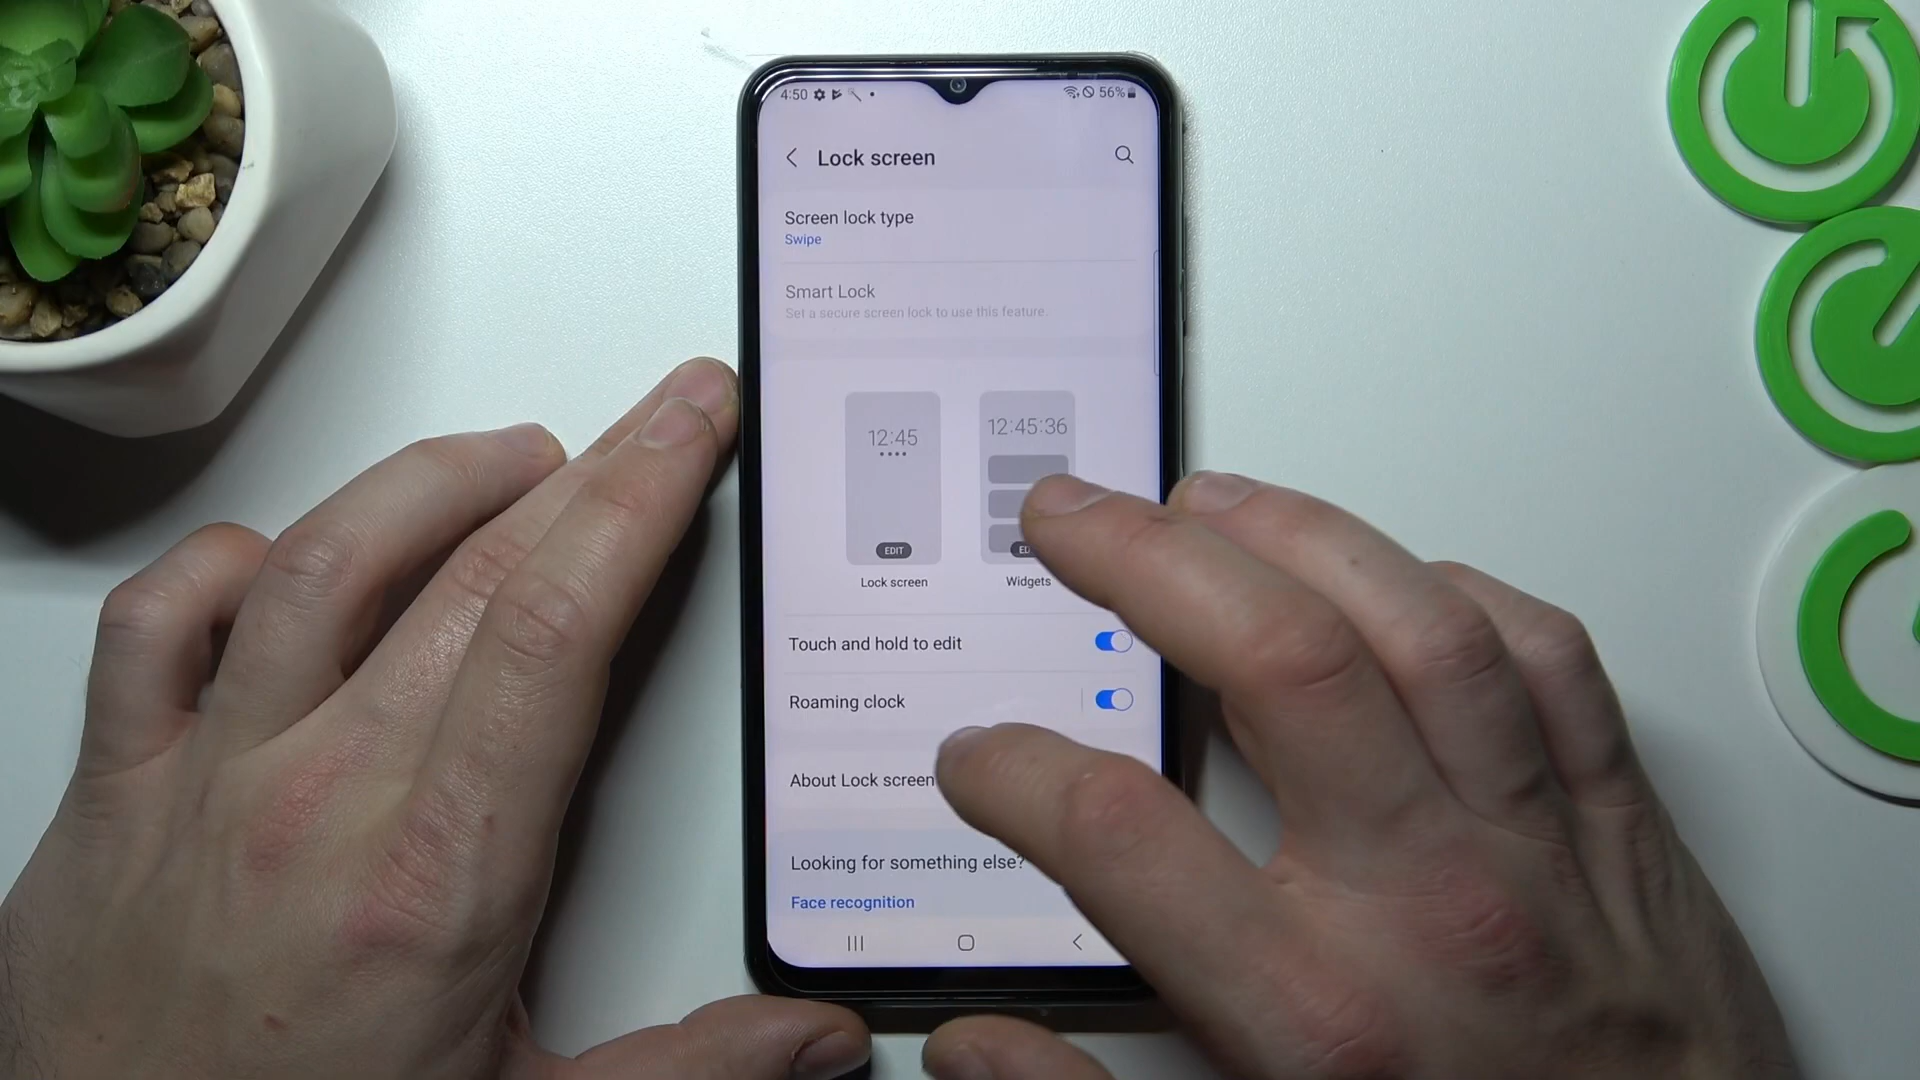 4:50 56%
Lock screen
Screen lock type
Swipe
Smart Lock
Set a secure screen lock to use this feature.
12:45
12:45:36
EDIT
Lock screen
Widgets
Touch and hold to edit
Roaming clock
About Lock screen
Looking for something else?
Face recognition